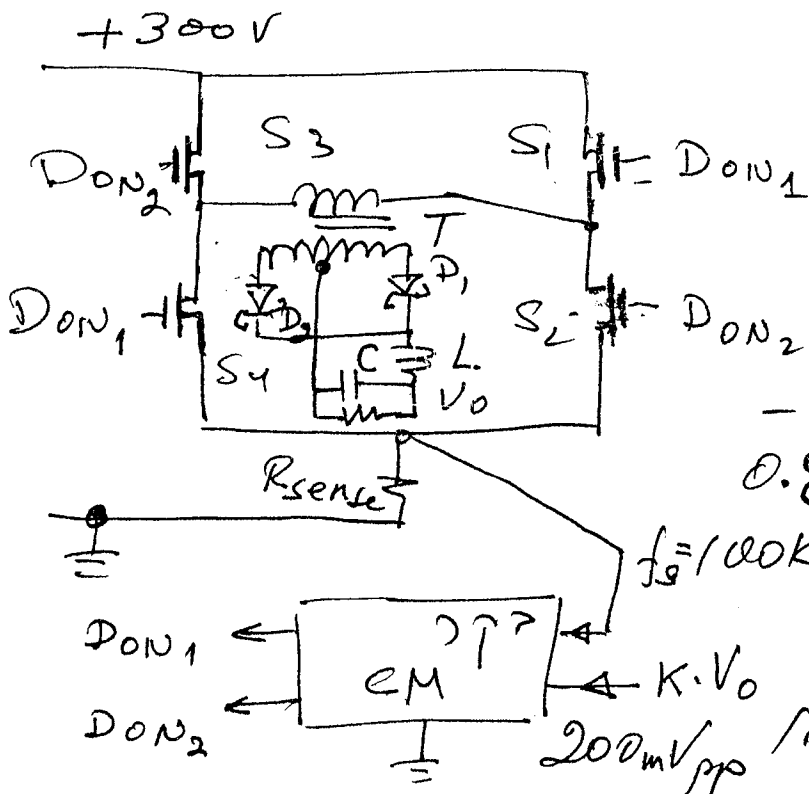 +300V
S3
S1
DON2
DON1
T
D1
DON1
D2
S2
DON2
S4
C
L.
V0
Rsense
0.8
fs=100K
DON1
CM
K.V0
DON2
200mVpp